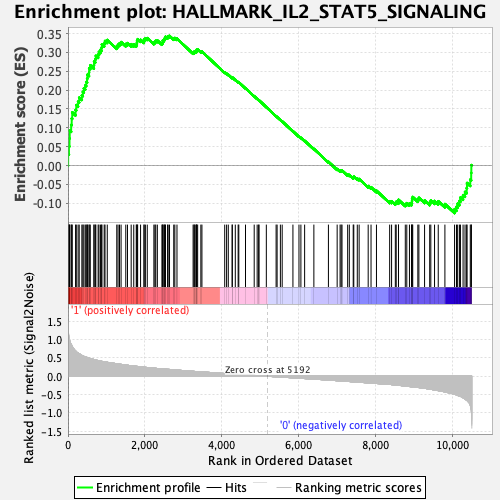 Enrichment plot: HALLMARK_IL2_STAT5_SIGNALING
Enrichment score (ES)
0.35
0.30
0.25
0.20
0.15
0.10
0.05
0.00
-0.05
-0.10
'1' (positively correlated)
Ranked list metric (Signal2Noise)
1.5
1.0
0.5
0.0
-0.5
-1.0
-1.5
Zero cross at 5192
'0' (negatively correlated)
0
2,000
4,000
6,000
8,000
10,000
Rank in Ordered Dataset
Enrichment profile
Hits
Ranking metric scores